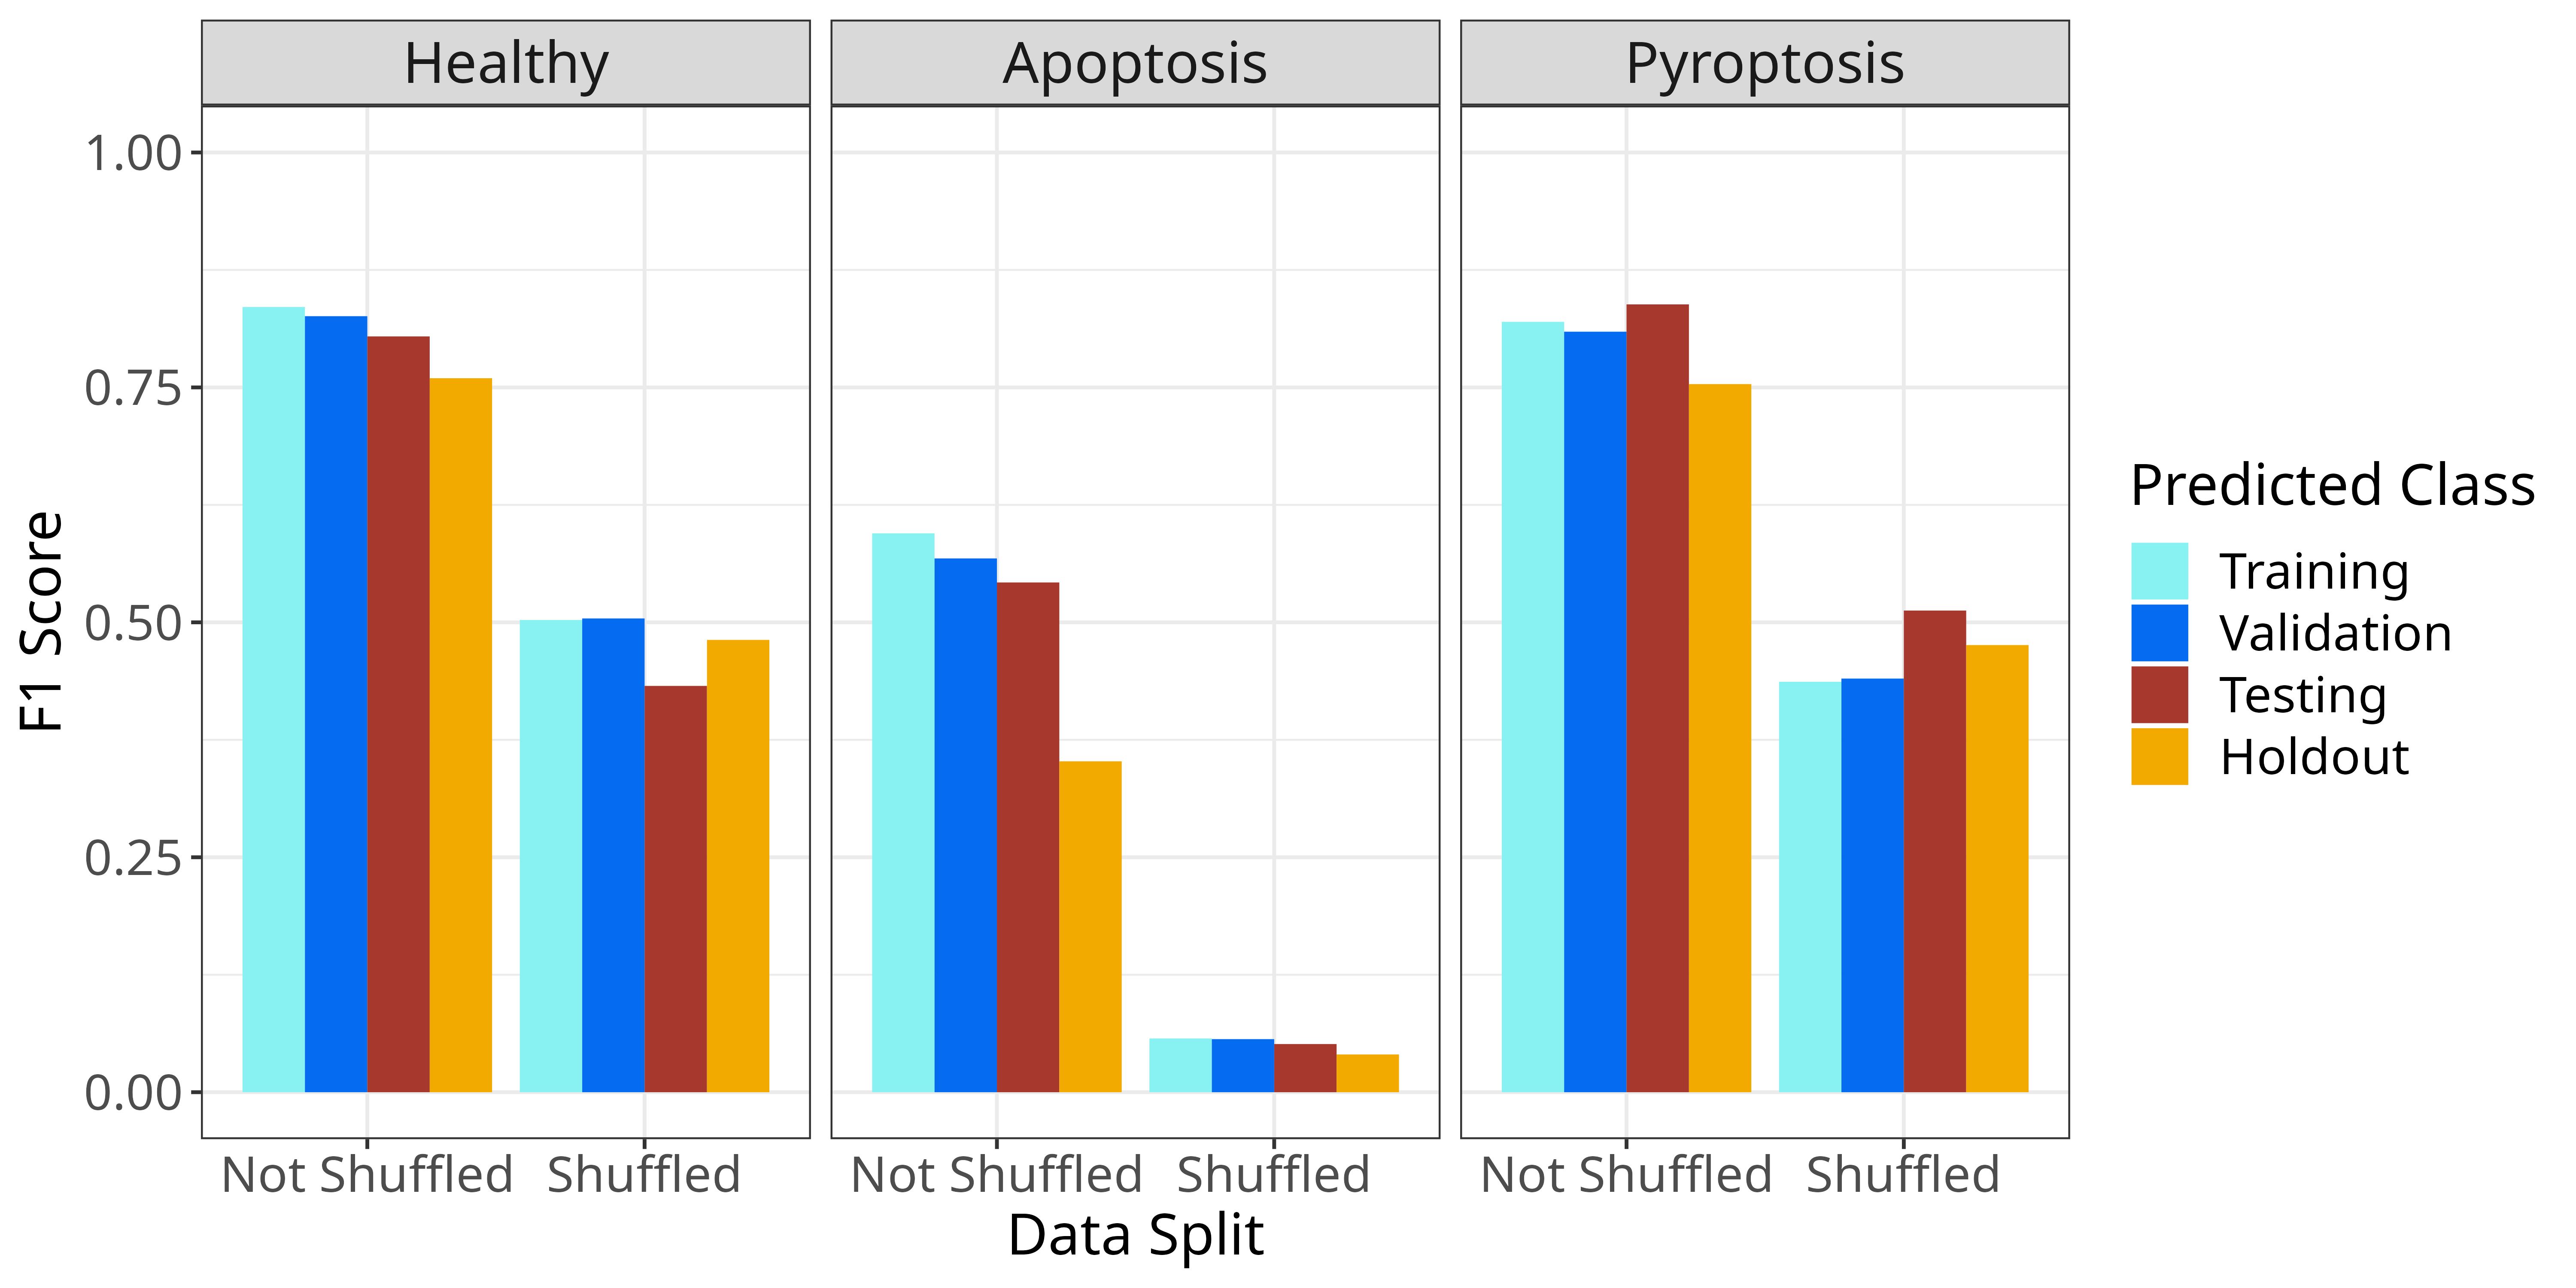 Healthy
Apoptosis
Pyroptosis
F1 Score
1.00
0.75
0.50
0.25
0.00
Not Shuffled
Shuffled
Not Shuffled
Shuffled
Not Shuffled
Shuffled
Data Split
Predicted Class
Training
Validation
Testing
Holdout